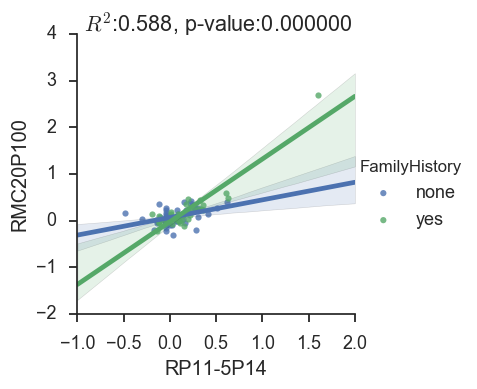 R²:0.588, p-value:0.000000
4
3
2
1
0
−1
−2
RMC20P100
−1.0 −0.5 0.0 0.5 1.0 1.5 2.0
RP11-5P14
FamilyHistory
none
yes